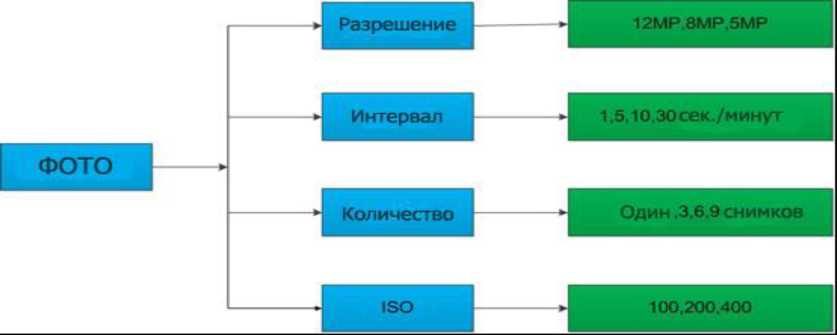 ФОТО
Разрешение
12MP,8MP,5MP
Интервал
1,5,10,30 сек./минут
Количество
Один ,3,6,9 снимков
ISO
100,200,400